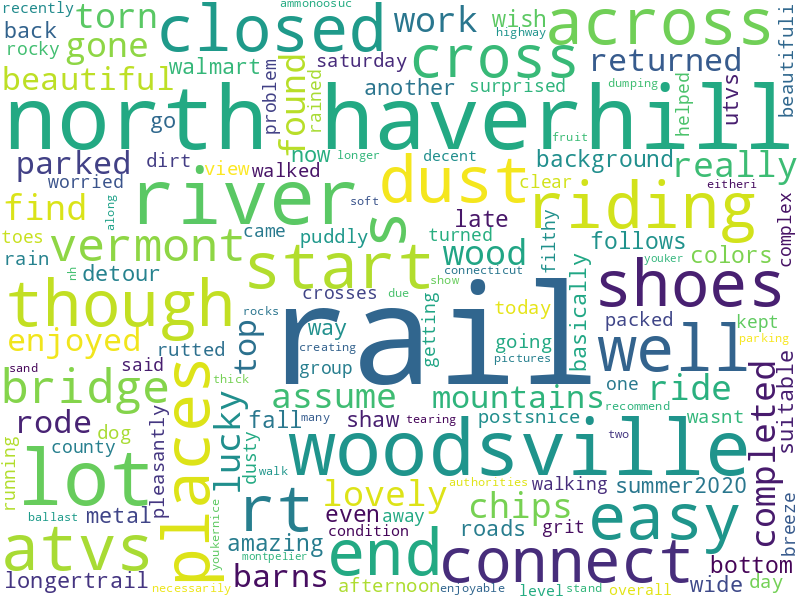 recently
torn
closed
work
wish
ammonoosuc
across
back
gone
cross
highway
beautifuli
rocky
walmart
saturday
returned
beautiful
problem
found
rained
another
surprised
dumping
helped
utvs
north haverhill
go
fruit
parked
dirt
view
walked
now
longer
decent
background
really
worried
river
dust
clear
riding
eitheri
complex
find
along
s
late
soft
toes
vermont
came
puddly
turned
wood
filthy
follows
colors
rain
nh
detour
start
connecticut
youker
though
crosses
rocks
rail
getting
show
due
today
basically
shoes
enjoyed
top
way
creating
going
pictures
packed
kept
parking
sand
said
rutted
group
well
one
suitable
bridge
places
thick
lucky
assume
mountains
ride
recommend
rode
dog
pleasantly
fall
many
shaw
tearing
postsnice
two
completed
running
county
dusty
woodsville
lot
walk
authorities
walking
summer2020
breeze
ballast
metal
youkernice
rt
lovely
chips
even
away
grit
roads
easy
atvs
amazing
montpelier
end
condition
connect
bottom
longertrail
necessarily
barns
afternoon
enjoyable
level
stand
overall
wide
day